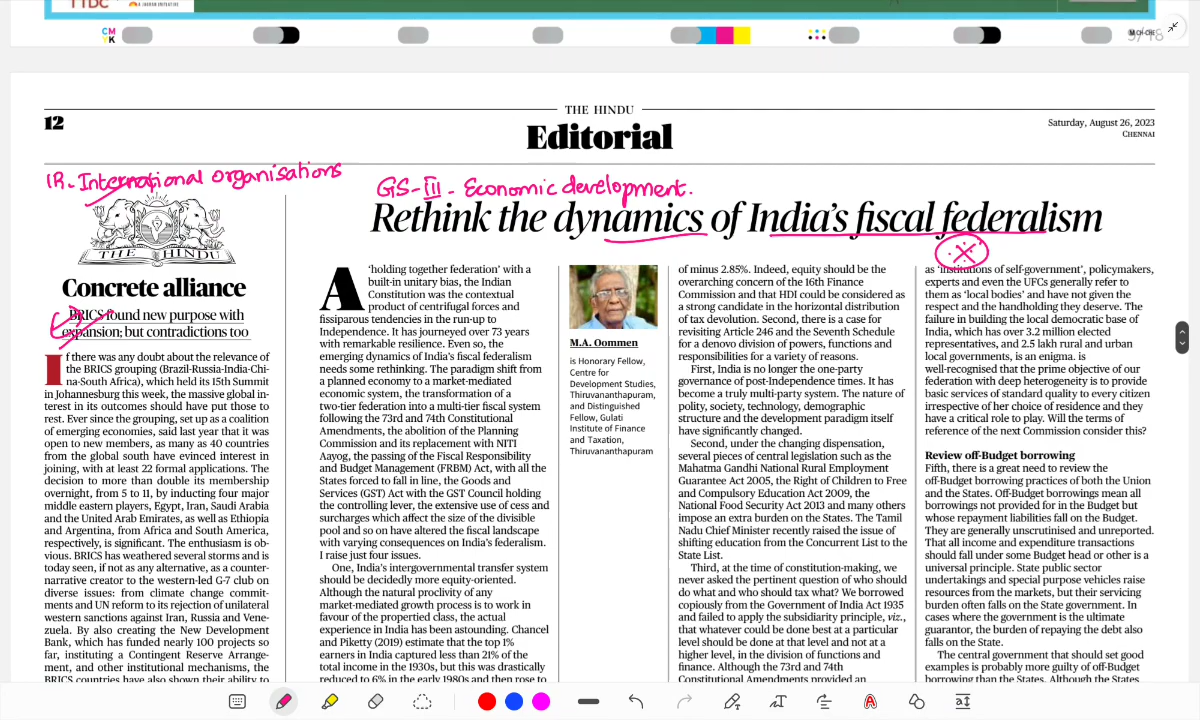 TTDC
CM
YK
M CH-CHE
9/18
THE HINDU
12
Editorial
Saturday, August 26, 2023
CHENNAI
IR - International organisations
GS-III - Economic development.
THE HINDU
Rethink the dynamics of India's fiscal federalism
Concrete alliance
BRICS found new purpose with
expansion; but contradictions too
If there was any doubt about the relevance of
the BRICS grouping (Brazil-Russia-India-Chi-
na-South Africa), which held its 15th Summit
in Johannesburg this week, the massive global in-
terest in its outcomes should have put those to
rest. Ever since the grouping, set up as a coalition
of emerging economies, said last year that it was
open to new members, as many as 40 countries
from the global south have evinced interest in
joining, with at least 22 formal applications. The
decision to more than double its membership
overnight, from 5 to 11, by inducting four major
middle eastern players, Egypt, Iran, Saudi Arabia
and the United Arab Emirates, as well as Ethiopia
and Argentina, from Africa and South America,
respectively, is significant. The enthusiasm is ob-
vious. BRICS has weathered several storms and is
today seen, if not as any alternative, as a counter-
narrative creator to the western-led G-7 club on
diverse issues: from climate change commit-
ments and UN reform to its rejection of unilateral
western sanctions against Iran, Russia and Vene-
zuela. By also creating the New Development
Bank, which has funded nearly 100 projects so
far, instituting a Contingent Reserve Arrange-
ment, and other institutional mechanisms, the
BRICS countries have also shown their ability to
A 'holding together federation' with a
built-in unitary bias, the Indian
Constitution was the contextual
product of centrifugal forces and
fissiparous tendencies in the run-up to
Independence. It has journeyed over 73 years
with remarkable resilience. Even so, the
emerging dynamics of India's fiscal federalism
needs some rethinking. The paradigm shift from
a planned economy to a market-mediated
economic system, the transformation of a
two-tier federation into a multi-tier fiscal system
following the 73rd and 74th Constitutional
Amendments, the abolition of the Planning
Commission and its replacement with NITI
Aayog, the passing of the Fiscal Responsibility
and Budget Management (FRBM) Act, with all the
States forced to fall in line, the Goods and
Services (GST) Act with the GST Council holding
the controlling lever, the extensive use of cess and
surcharges which affect the size of the divisible
pool and so on have altered the fiscal landscape
with varying consequences on India's federalism.
I raise just four issues.
One, India's intergovernmental transfer system
should be decidedly more equity-oriented.
Although the natural proclivity of any
market-mediated growth process is to work in
favour of the propertied class, the actual
experience in India has been astounding. Chancel
and Piketty (2019) estimate that the top 1%
earners in India captured less than 21% of the
total income in the 1930s, but this was drastically
reduced to 6% in the early 1980s and then rose to
M.A. Oommen
is Honorary Fellow,
Centre for
Development Studies,
Thiruvananthapuram,
and Distinguished
Fellow, Gulati
Institute of Finance
and Taxation,
Thiruvananthapuram
of minus 2.85%. Indeed, equity should be the
overarching concern of the 16th Finance
Commission and that HDI could be considered as
a strong candidate in the horizontal distribution
of tax devolution. Second, there is a case for
revisiting Article 246 and the Seventh Schedule
for a denovo division of powers, functions and
responsibilities for a variety of reasons.
First, India is no longer the one-party
governance of post-Independence times. It has
become a truly multi-party system. The nature of
polity, society, technology, demographic
structure and the development paradigm itself
have significantly changed.
Second, under the changing dispensation,
several pieces of central legislation such as the
Mahatma Gandhi National Rural Employment
Guarantee Act 2005, the Right of Children to Free
and Compulsory Education Act 2009, the
National Food Security Act 2013 and many others
impose an extra burden on the States. The Tamil
Nadu Chief Minister recently raised the issue of
shifting education from the Concurrent List to the
State List.
Third, at the time of constitution-making, we
never asked the pertinent question of who should
do what and who should tax what? We borrowed
copiously from the Government of India Act 1935
and failed to apply the subsidiarity principle, viz.,
that whatever could be done best at a particular
level should be done at that level and not at a
higher level, in the division of functions and
finance. Although the 73rd and 74th
Constitutional Amendments provided an
as 'institutions of self-government', policymakers,
experts and even the UFCs generally refer to
them as 'local bodies' and have not given the
respect and the handholding they deserve. The
failure in building the local democratic base of
India, which has over 3.2 million elected
representatives, and 2.5 lakh rural and urban
local governments, is an enigma. is
well-recognised that the prime objective of our
federation with deep heterogeneity is to provide
basic services of standard quality to every citizen
irrespective of her choice of residence and they
have a critical role to play. Will the terms of
reference of the next Commission consider this?
Review off-Budget borrowing
Fifth, there is a great need to review the
off-Budget borrowing practices of both the Union
and the States. Off-Budget borrowings mean all
borrowings not provided for in the Budget but
whose repayment liabilities fall on the Budget.
They are generally unscrutinised and unreported.
That all income and expenditure transactions
should fall under some Budget head or other is a
universal principle. State public sector
undertakings and special purpose vehicles raise
resources from the markets, but their servicing
burden often falls on the State government. In
cases where the government is the ultimate
guarantor, the burden of repaying the debt also
falls on the State.
The central government that should set good
examples is probably more guilty of off-Budget
borrowing than the States. Although the States